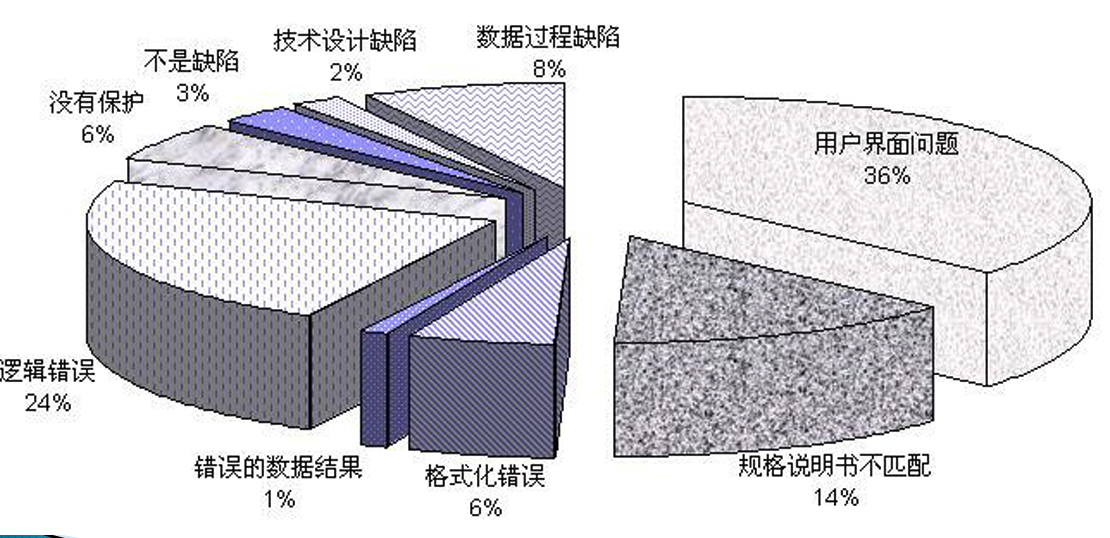 技术设计缺陷
2%
数据过程缺陷
8%
不是缺陷
3%
没有保护
6%
用户界面问题
36%
逻辑错误
24%
错误的数据结果
1%
格式化错误
6%
规格说明书不匹配
14%